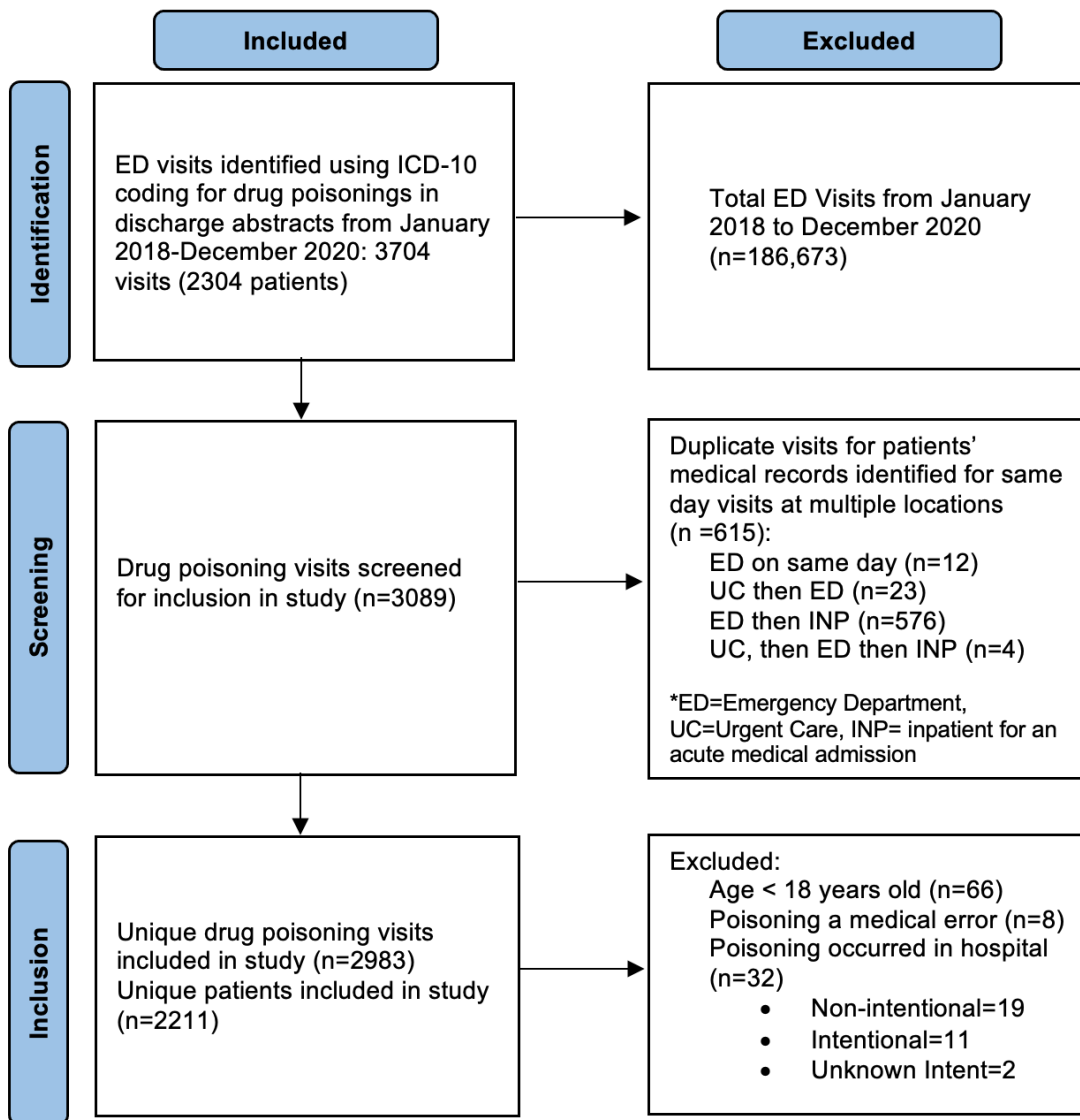 Included
Excluded
Identification
ED visits identified using ICD-10
coding for drug poisonings in
discharge abstracts from January
2018-December 2020: 3704
visits (2304 patients)
Total ED Visits from January
2018 to December 2020
(n=186,673)
Screening
Drug poisoning visits screened
for inclusion in study (n=3089)
Duplicate visits for patients’
medical records identified for same
day visits at multiple locations
(n =615):
ED on same day (n=12)
UC then ED (n=23)
ED then INP (n=576)
UC, then ED then INP (n=4)
*ED=Emergency Department,
UC=Urgent Care, INP= inpatient for an
acute medical admission
Inclusion
Unique drug poisoning visits
included in study (n=2983)
Unique patients included in study
(n=2211)
Excluded:
Age < 18 years old (n=66)
Poisoning a medical error (n=8)
Poisoning occurred in hospital
(n=32)
• Non-intentional=19
• Intentional=11
• Unknown Intent=2